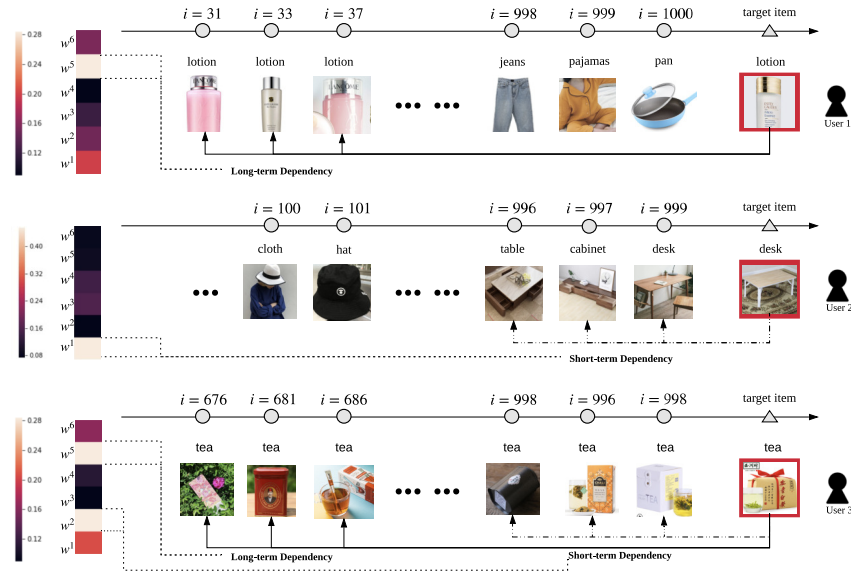 i = 31 i = 33 i = 37 i = 998 i = 999 i = 1000 target item
0.28
0.24
0.20
0.16
0.12
w⁶
w⁵
w⁴
w³
w²
w¹
lotion lotion lotion jeans pajamas pan lotion
LANCOME
User 1
Long-term Dependency
i = 100 i = 101 i = 996 i = 997 i = 999 target item
0.40
0.32
0.24
0.16
0.08
w⁶
w⁵
w⁴
w³
w²
w¹
cloth hat table cabinet desk desk
User 2
Short-term Dependency
i = 676 i = 681 i = 686 i = 998 i = 996 i = 998 target item
0.28
0.24
0.20
0.16
0.12
w⁶
w⁵
w⁴
w³
w²
w¹
tea tea tea tea tea tea tea
TEA
User 3
Long-term Dependency Short-term Dependency